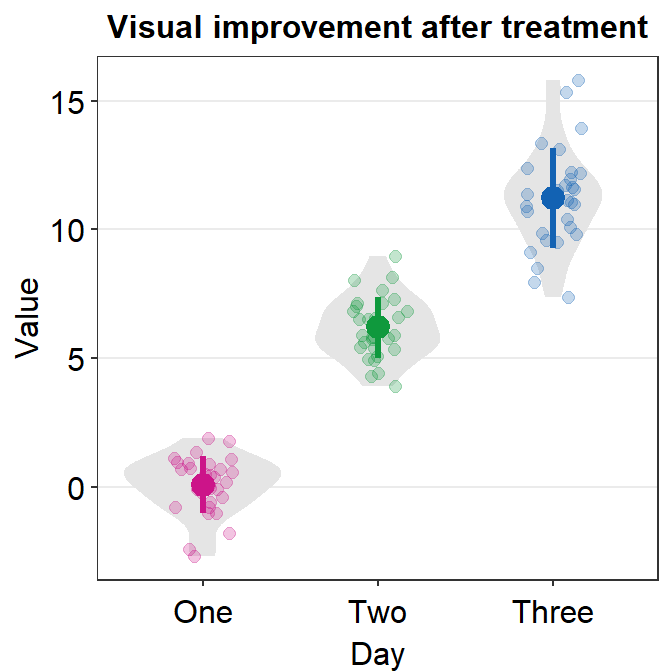 Visual improvement after treatment
15
10
5
0
Value
One Two Three
Day